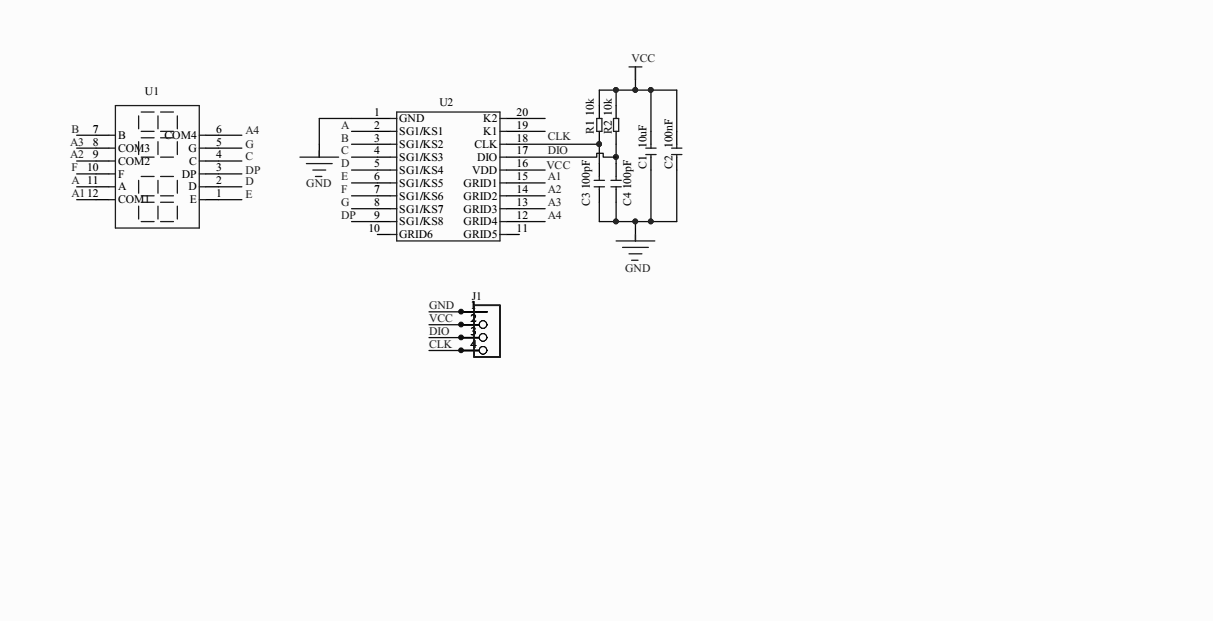 VCC
U1
U2
B 7 B COM4 6 A4
A3 8 COM3 G 5 G
A2 9 COM2 C 4 C
F 10 F DP 3 DP
A 11 A D 2 D
A1 12 COM1 E 1 E
1 GND K2 20
A 2 SG1/KS1 K1 19
B 3 SG1/KS2 CLK 18 CLK
C 4 SG1/KS3 DIO 17 DIO
D 5 SG1/KS4 VDD 16 VCC
E 6 SG1/KS5 GRID1 15 A1
F 7 SG1/KS6 GRID2 14 A2
G 8 SG1/KS7 GRID3 13 A3
DP 9 SG1/KS8 GRID4 12 A4
10 GRID6 GRID5 11
GND
R1 10k
R2 10k
C1 10uF
C2 100nF
C3 100pF
C4 100pF
GND
J1
GND 1
VCC 2
DIO 3
CLK 4